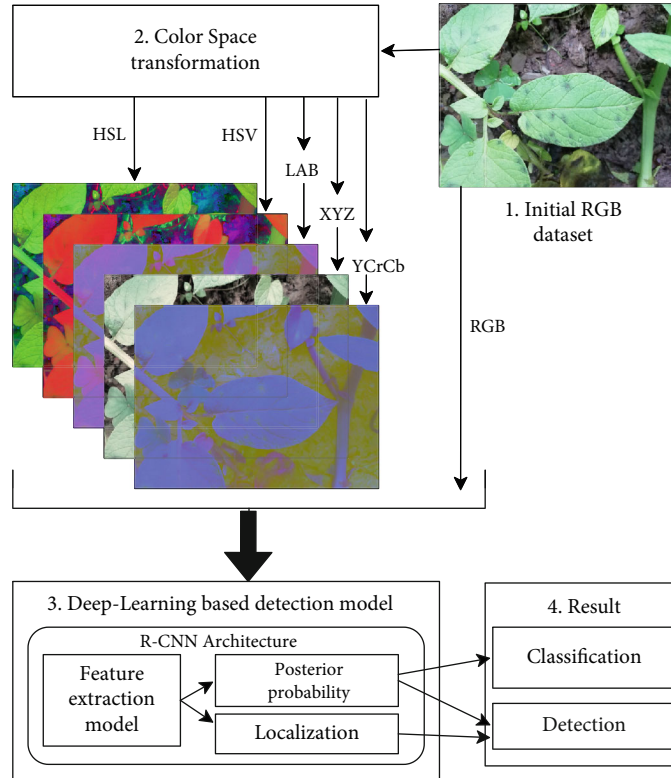 2. Color Space
transformation
HSL
HSV
LAB
XYZ
YCrCb
1. Initial RGB
dataset
RGB
3. Deep-Learning based detection model
R-CNN Architecture
Feature
extraction
model
Posterior
probability
Localization
4. Result
Classification
Detection